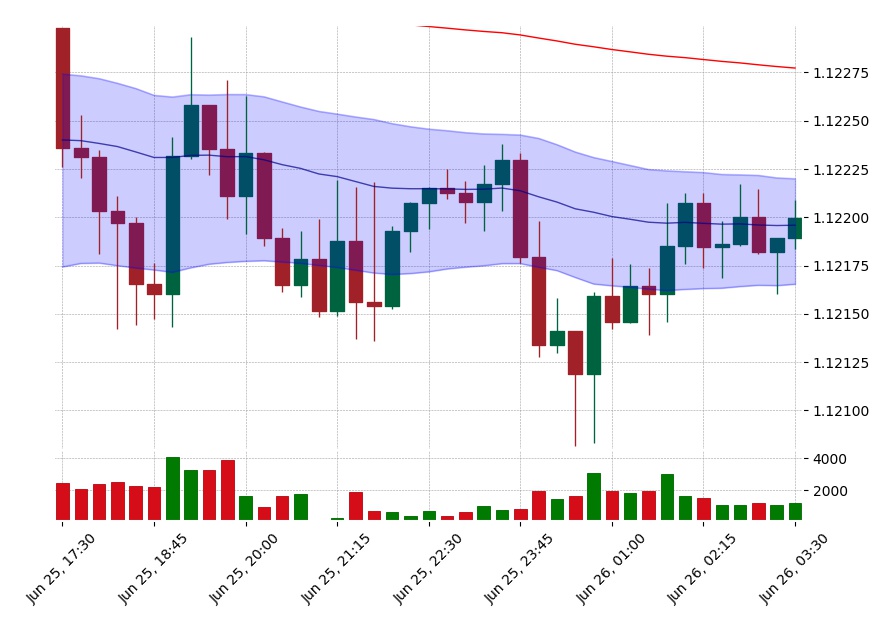 1.12275
1.12250
1.12225
1.12200
1.12175
1.12150
1.12125
1.12100
4000
2000
Jun 25, 17:30
Jun 25, 18:45
Jun 25, 20:00
Jun 25, 21:15
Jun 25, 22:30
Jun 25, 23:45
Jun 26, 01:00
Jun 26, 02:15
Jun 26, 03:30